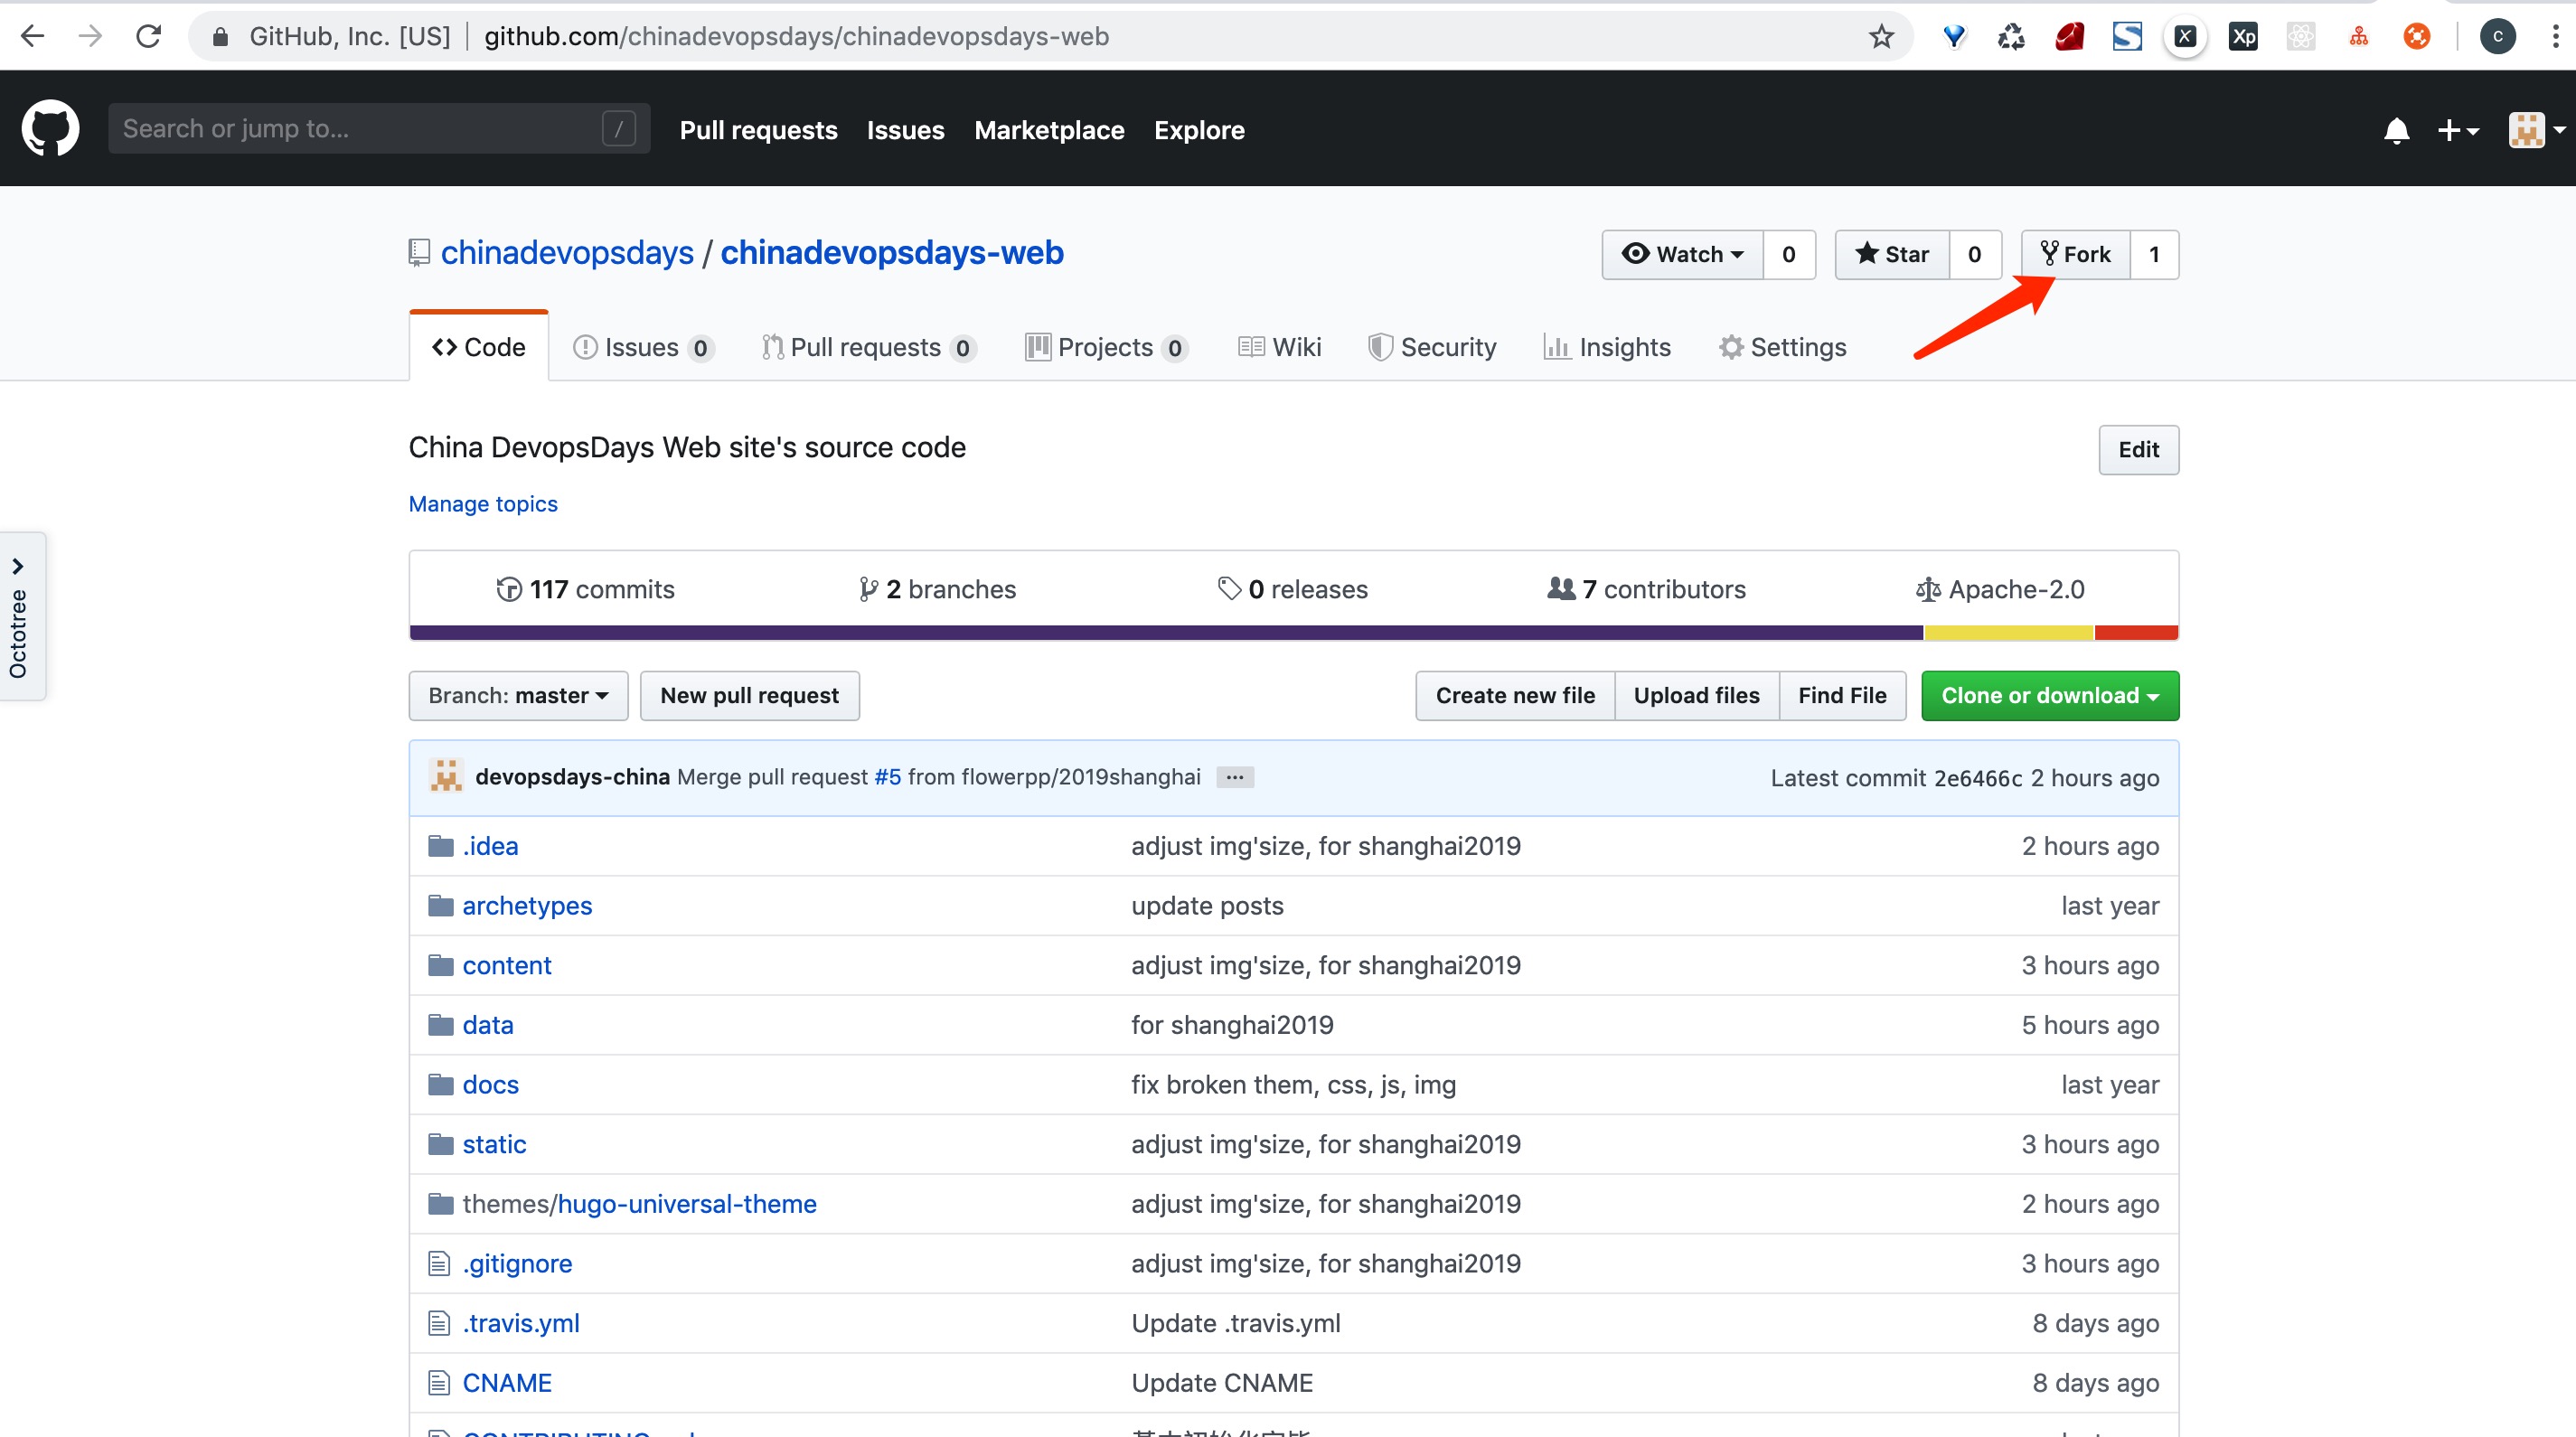 GitHub, Inc. [US] github.com/chinadevopsdays/chinadevopsdays-web
Xp
C
Search or jump to... / Pull requests Issues Marketplace Explore
chinadevopsdays / chinadevopsdays-web Watch 0 Star 0 Fork 1
Code Issues 0 Pull requests 0 Projects 0 Wiki Security Insights Settings
China DevopsDays Web site's source code Edit
Manage topics
Octotree
117 commits 2 branches 0 releases 7 contributors Apache-2.0
Branch: master New pull request Create new file Upload files Find File Clone or download
devopsdays-china Merge pull request #5 from flowerpp/2019shanghai ... Latest commit 2e6466c 2 hours ago
.idea adjust img'size, for shanghai2019 2 hours ago
archetypes update posts last year
content adjust img'size, for shanghai2019 3 hours ago
data for shanghai2019 5 hours ago
docs fix broken them, css, js, img last year
static adjust img'size, for shanghai2019 3 hours ago
themes/hugo-universal-theme adjust img'size, for shanghai2019 2 hours ago
.gitignore adjust img'size, for shanghai2019 3 hours ago
.travis.yml Update .travis.yml 8 days ago
CNAME Update CNAME 8 days ago